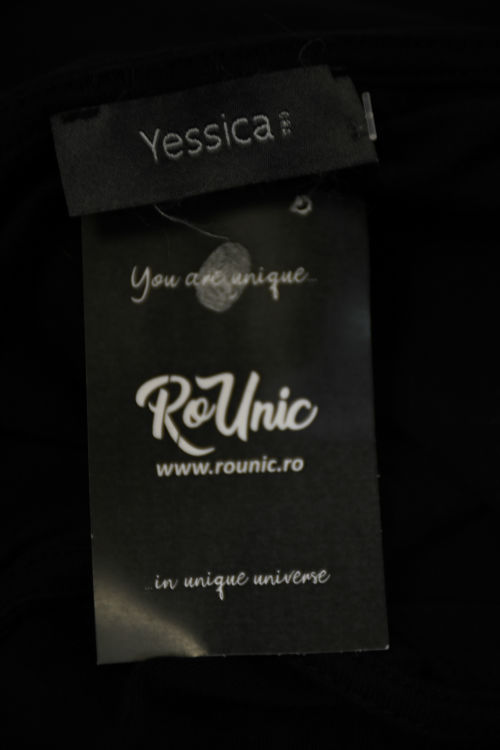 Yessica
You are unique...
RoUnic
www.rounic.ro
...in unique universe